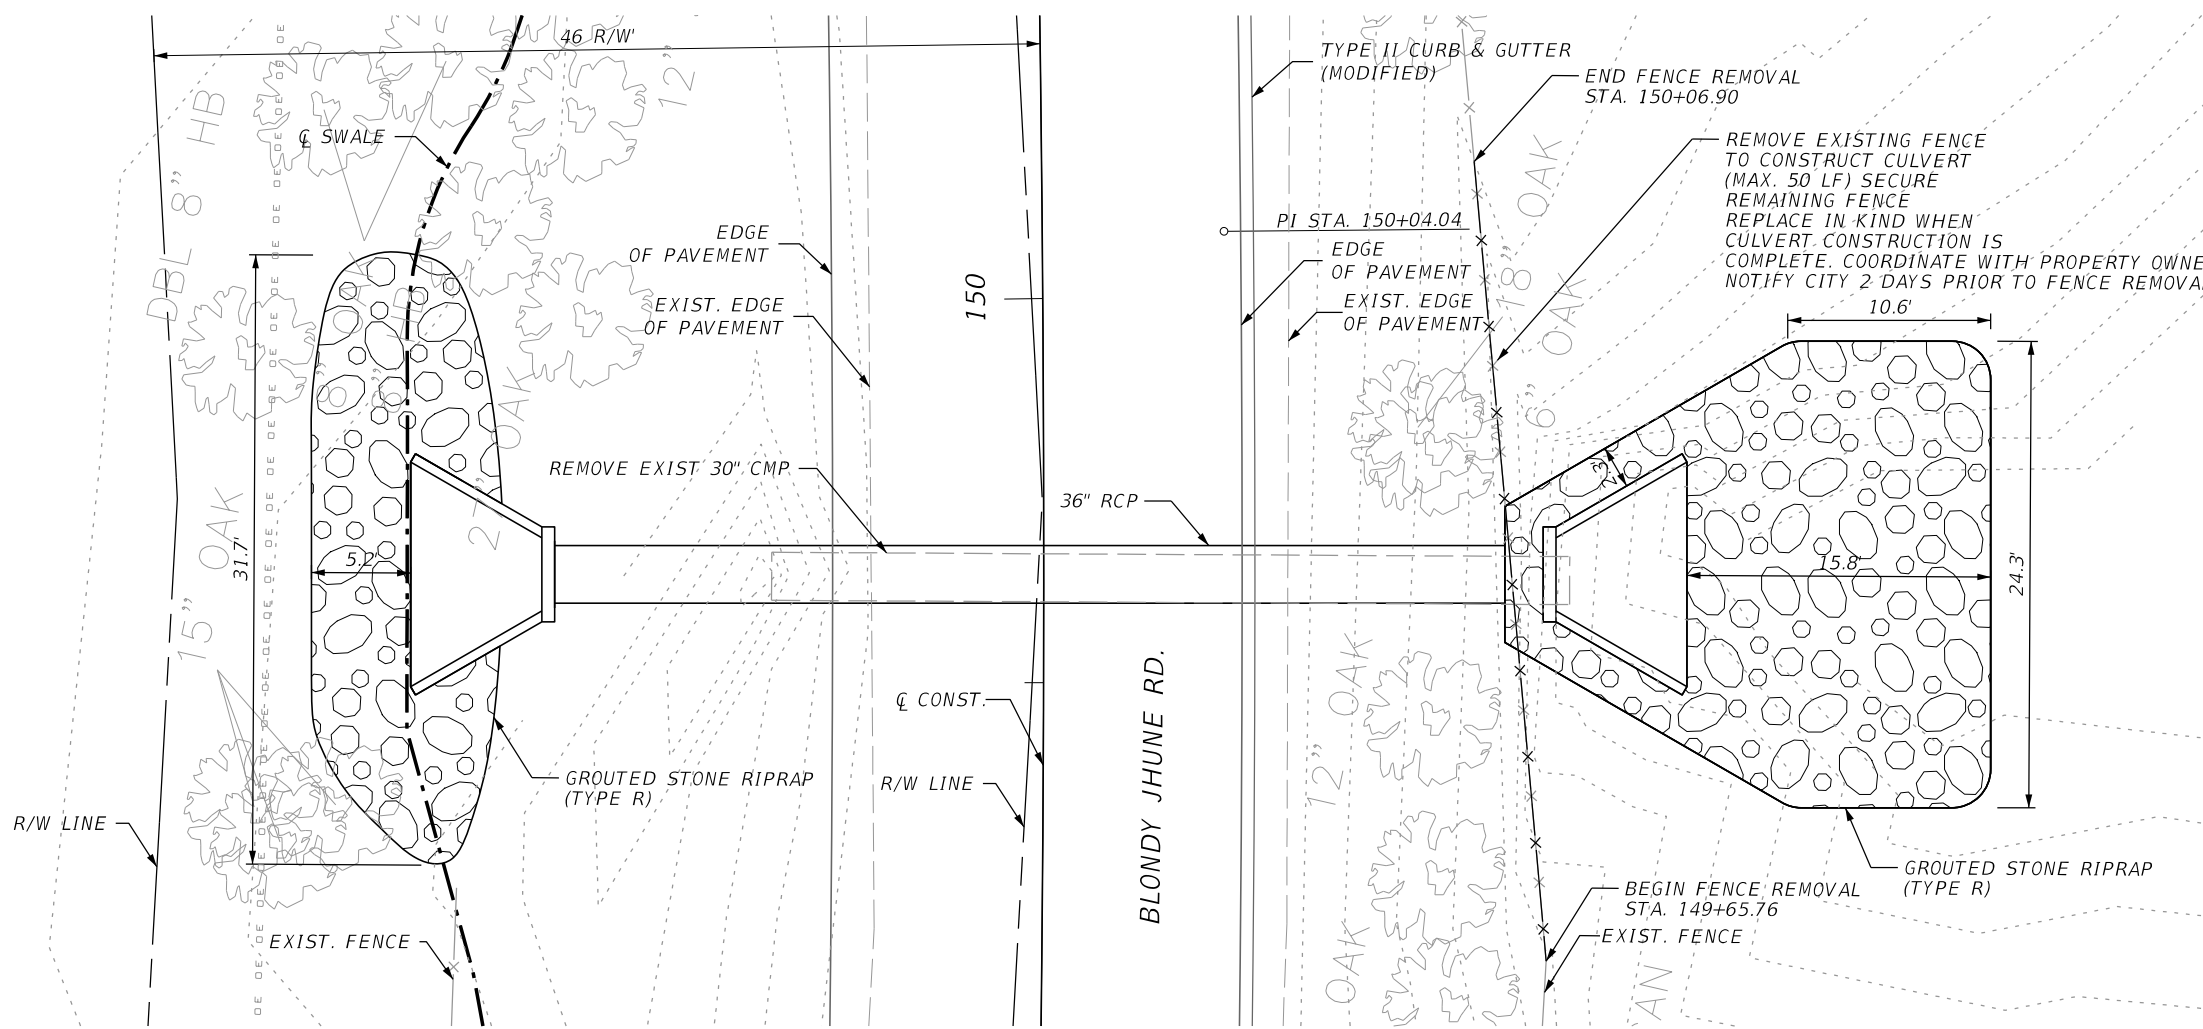 46 R/W'
12”
TYPE II CURB & GUTTER
(MODIFIED)
END FENCE REMOVAL
STA. 150+06.90
DBL 8” HB
℄ SWALE
REMOVE EXISTING FENCE
TO CONSTRUCT CULVERT
(MAX. 50 LF) SECURE
REMAINING FENCE
REPLACE IN KIND WHEN
CULVERT CONSTRUCTION IS
COMPLETE. COORDINATE WITH PROPERTY OWNE
NOTIFY CITY 2 DAYS PRIOR TO FENCE REMOVA
18” OAK
PI STA. 150+04.04
EDGE
OF PAVEMENT
EDGE
OF PAVEMENT
EXIST. EDGE
OF PAVEMENT
EXIST. EDGE
OF PAVEMENT
150
6” OAK
10.6'
OAK
REMOVE EXIST 30" CMP
36" RCP
2.3'
15” OAK
31.7'
5.2'
15.8'
24.3'
℄ CONST.
BLONDY JHUNE RD.
12” OAK
GROUTED STONE RIPRAP
(TYPE R)
R/W LINE
R/W LINE
GROUTED STONE RIPRAP
(TYPE R)
BEGIN FENCE REMOVAL
STA. 149+65.76
EXIST. FENCE
EXIST. FENCE
OAK
AN